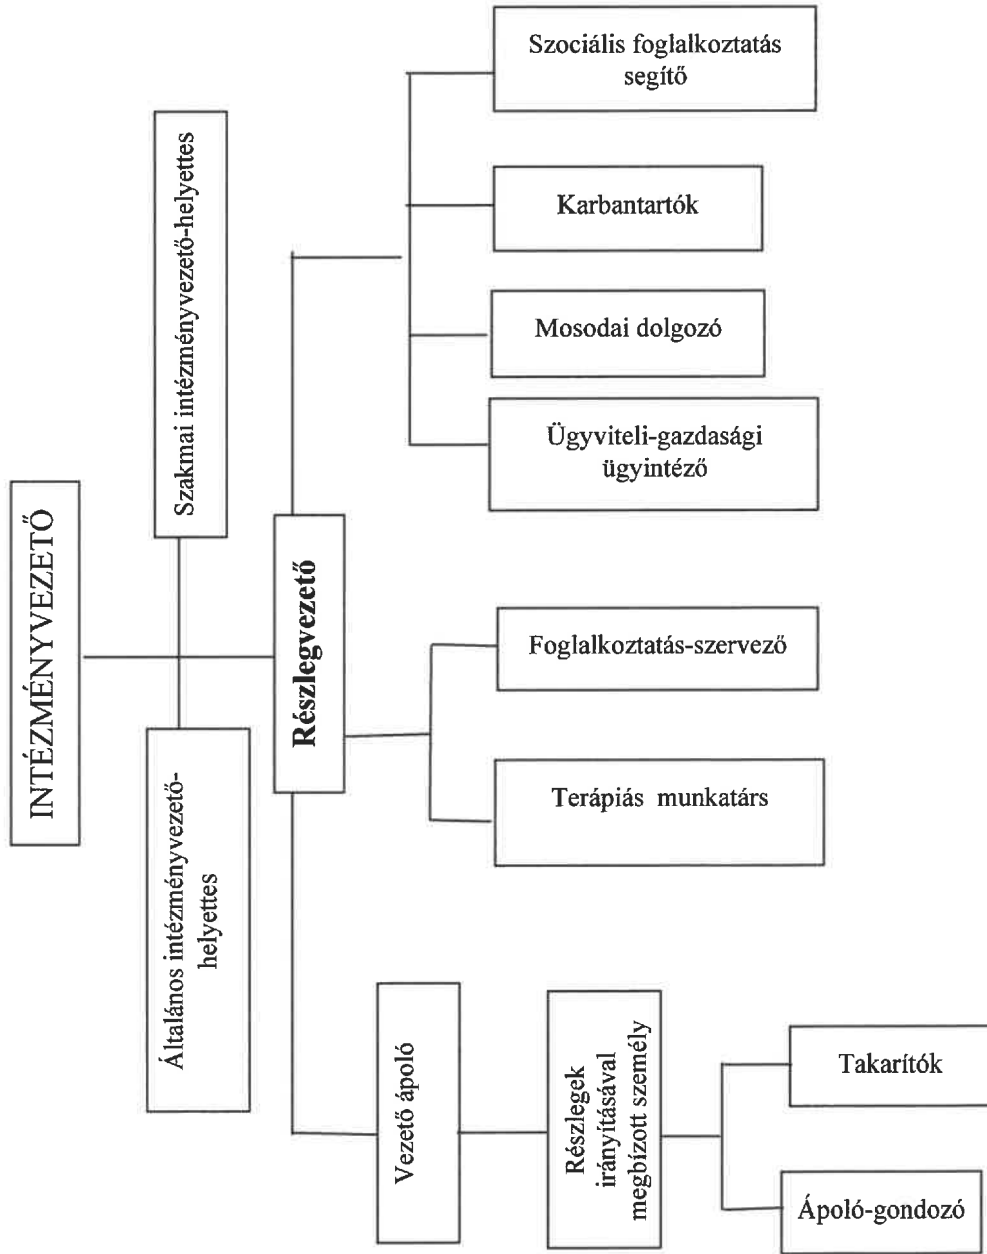 INTÉZMÉNYVEZETŐ
Általános intézményvezető-
helyettes
Szakmai intézményvezető-helyettes
Részlegvezető
Vezető ápoló
Részlegek
irányításával
megbízott személy
Ápoló-gondozó
Takarítók
Terápiás munkatárs
Foglalkoztatás-szervező
Ügyviteli-gazdasági
ügyintéző
Mosodai dolgozó
Karbantartók
Szociális foglalkoztatás
segítő